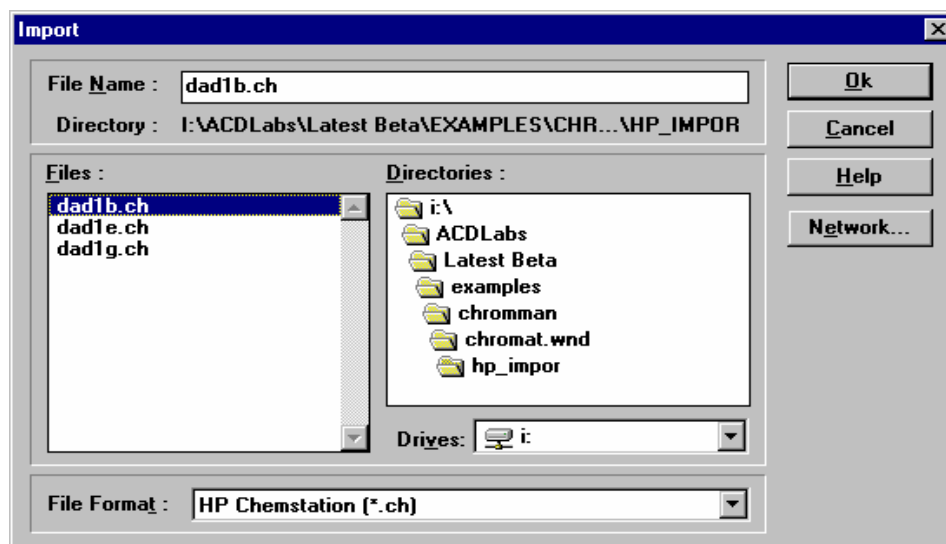 Import
File Name :
dad1b.ch
Directory :
I:\ACDLabs\Latest Beta\EXAMPLES\CHR...\HP_IMPOR
Files :
dad1b.ch
dad1e.ch
dad1g.ch
Directories :
i:\
ACDLabs
Latest Beta
examples
chromman
chromat.wnd
hp_impor
Drives:
i:
File Format :
HP Chemstation (*.ch)
Ok
Cancel
Help
Network...